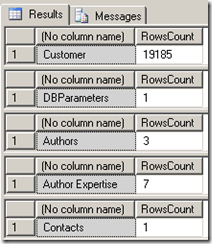 Results Messages
(No column name) RowsCount
1 Customer 19185
(No column name) RowsCount
1 DBParameters 1
(No column name) RowsCount
1 Authors 3
(No column name) RowsCount
1 Author Expertise 7
(No column name) RowsCount
1 Contacts 1